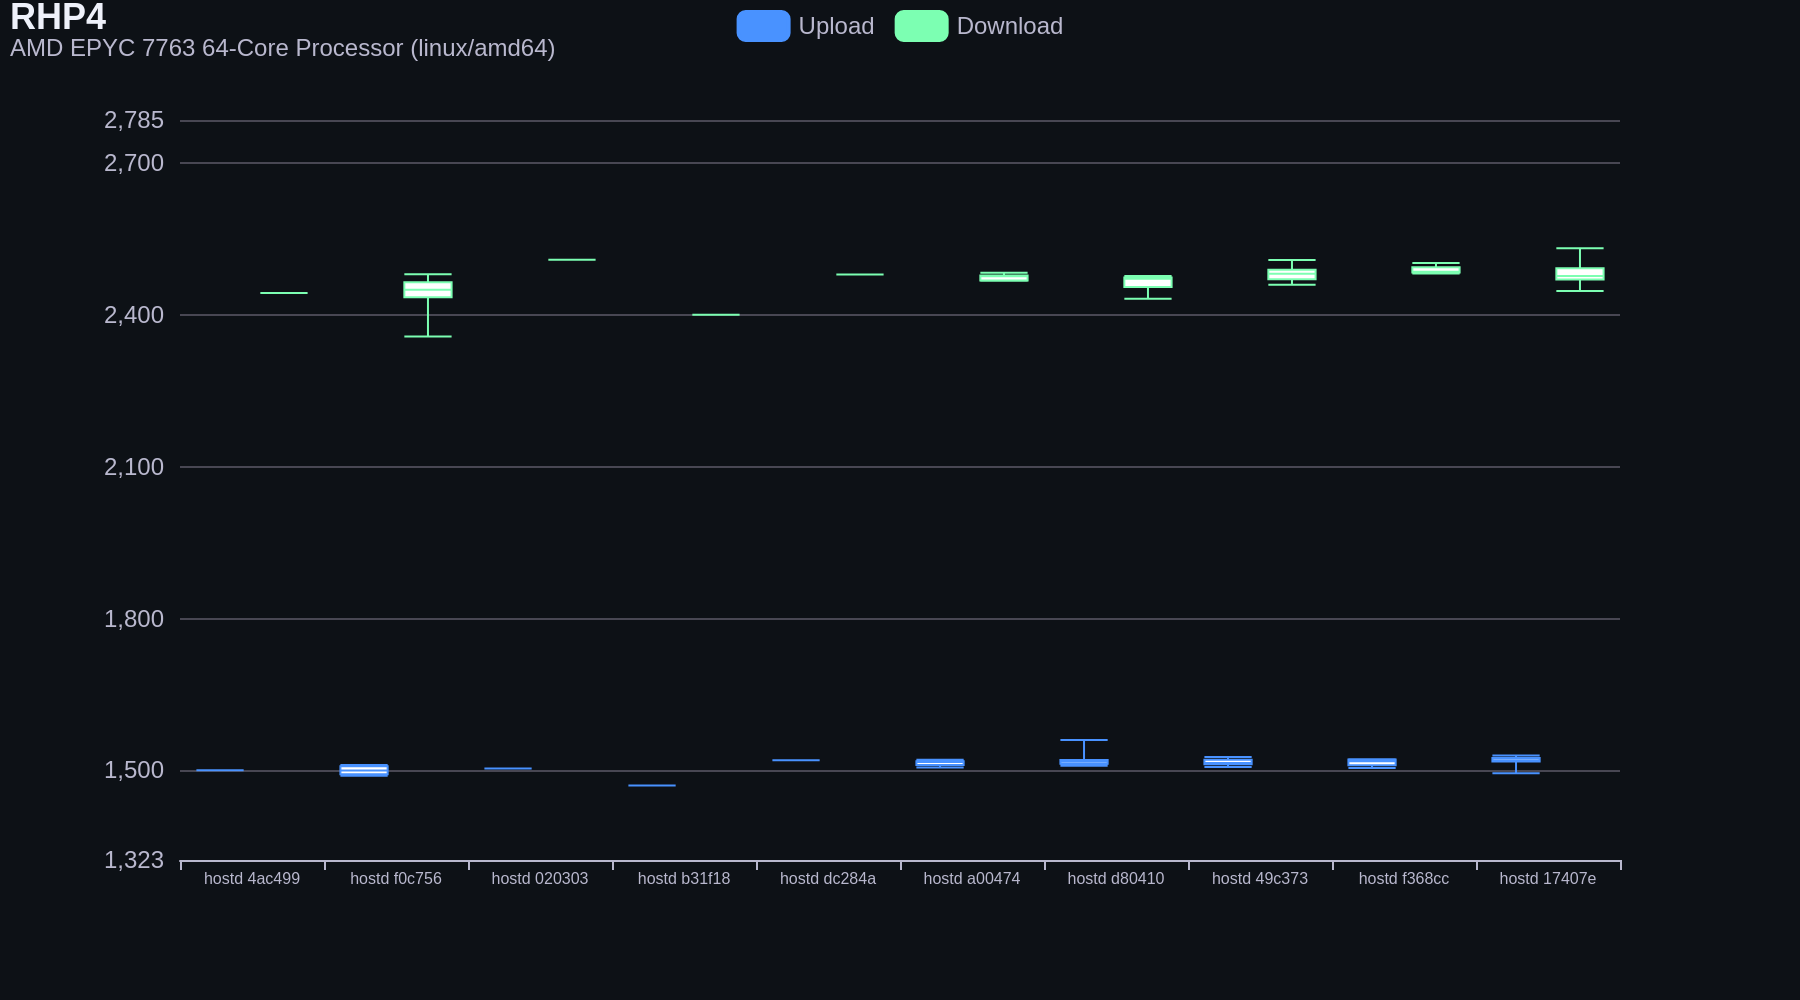 RHP4
AMD EPYC 7763 64-Core Processor (linux/amd64)
Upload
Download
2,785
2,700
2,400
2,100
1,800
1,500
1,323
hostd 4ac499
hostd f0c756
hostd 020303
hostd b31f18
hostd dc284a
hostd a00474
hostd d80410
hostd 49c373
hostd f368cc
hostd 17407e